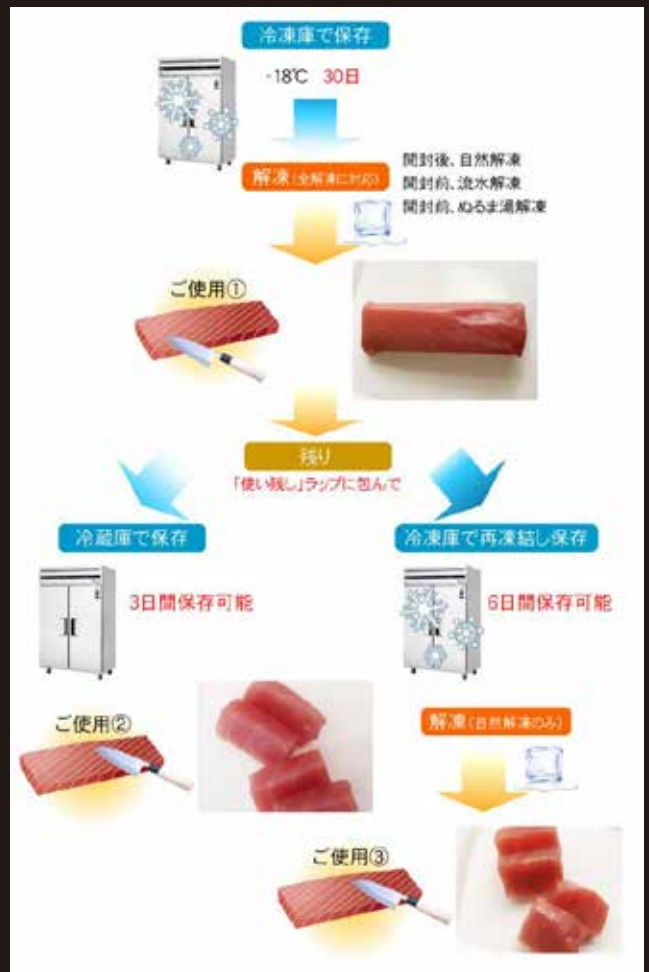 冷凍庫で保存
-18℃ 30日
解凍(全解凍に対応)
開封後、自然解凍
開封前、流水解凍
開封前、ぬるま湯解凍
ご使用①
残り
「使い残し」ラップに包んで
冷蔵庫で保存
冷凍庫で再凍結し保存
3日間保存可能
6日間保存可能
ご使用②
解凍(自然解凍のみ)
ご使用③